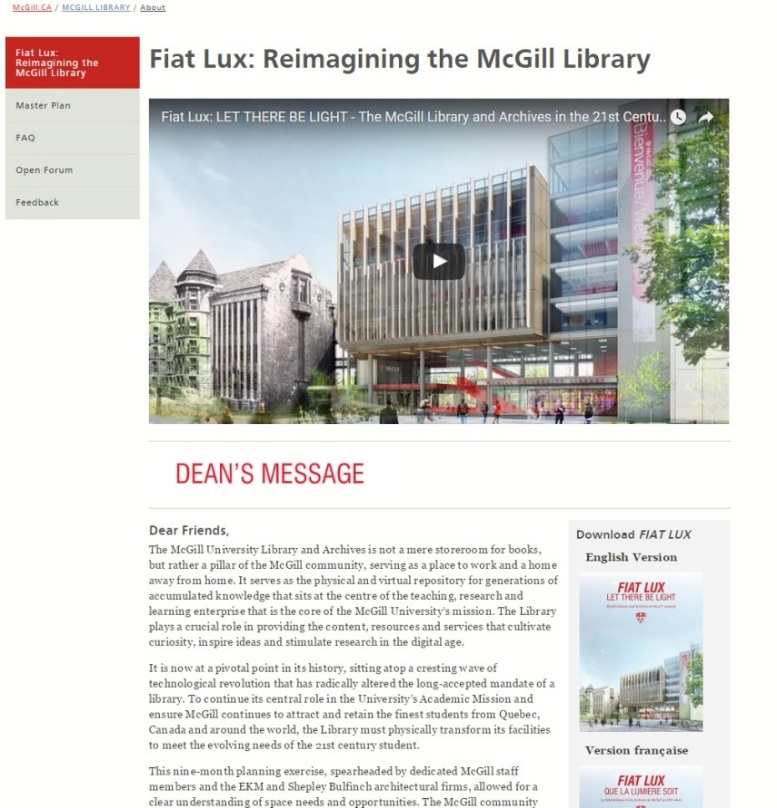 McGill.CA / MCGILL LIBRARY / About
Fiat Lux:
Reimagining the
McGill Library
Master Plan
FAQ
Open Forum
Feedback
Fiat Lux: Reimagining the McGill Library
Fiat Lux: LET THERE BE LIGHT - The McGill Library and Archives in the 21st Centu...
Bienvenue/
DEAN'S MESSAGE
Dear Friends,
The McGill University Library and Archives is not a mere storeroom for books,
but rather a pillar of the McGill community, serving as a place to work and a home
away from home. It serves as the physical and virtual repository for generations of
accumulated knowledge that sits at the centre of the teaching, research and
learning enterprise that is the core of the McGill University's mission. The Library
plays a crucial role in providing the content, resources and services that cultivate
curiosity, inspire ideas and stimulate research in the digital age.
It is now at a pivotal point in its history, sitting atop a cresting wave of
technological revolution that has radically altered the long-accepted mandate of a
library. To continue its central role in the University's Academic Mission and
ensure McGill continues to attract and retain the finest students from Quebec,
Canada and around the world, the Library must physically transform its facilities
to meet the evolving needs of the 21st century student.
This nine-month planning exercise, spearheaded by dedicated McGill staff
members and the EKM and Shepley Bulfinch architectural firms, allowed for a
clear understanding of space needs and opportunities. The McGill community
Download FIAT LUX
English Version
FIAT LUX
LET THERE BE LIGHT
Version française
FIAT LUX
QUE LA LUMIÈRE SOIT